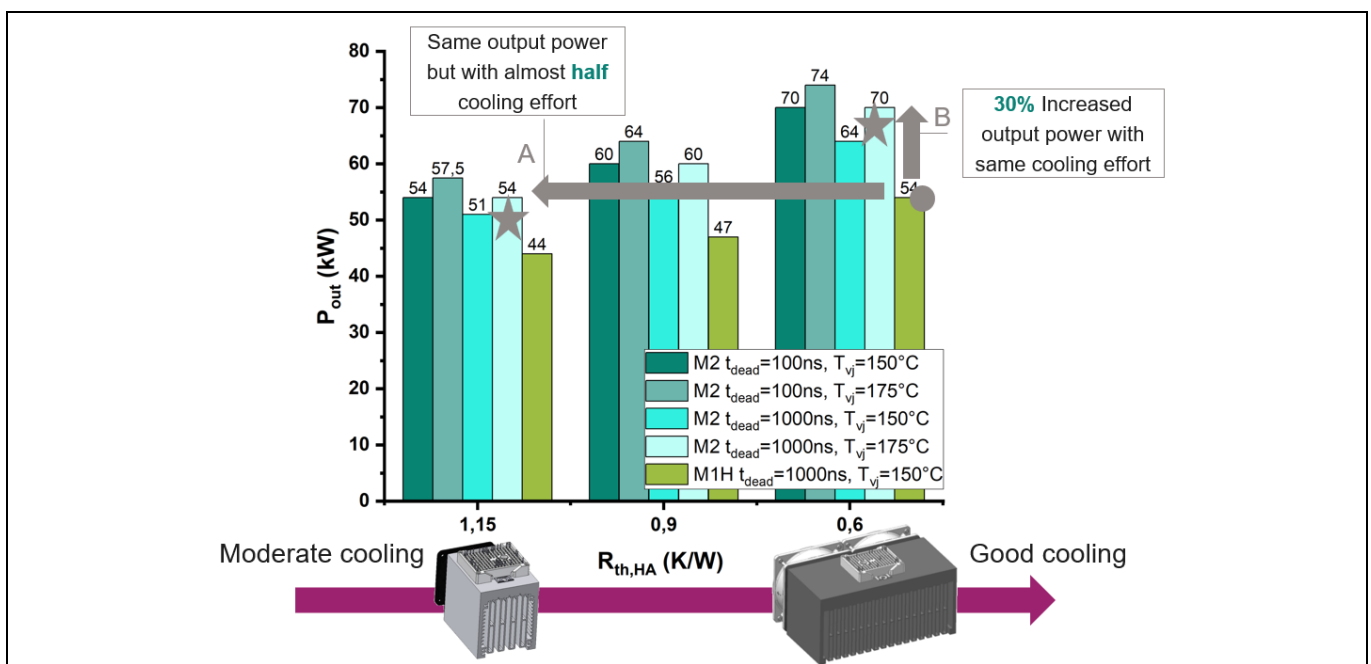 Same output power
but with almost half
cooling effort
A
B
30% Increased
output power with
same cooling effort
80
70
60
50
40
30
20
10
0
P_out (kW)
54
57,5
51
54
44
60
64
56
60
47
70
74
64
70
54
M2 t_dead=100ns, T_vj=150°C
M2 t_dead=100ns, T_vj=175°C
M2 t_dead=1000ns, T_vj=150°C
M2 t_dead=1000ns, T_vj=175°C
M1H t_dead=1000ns, T_vj=150°C
1,15
0,9
0,6
Moderate cooling
R_th,HA (K/W)
Good cooling